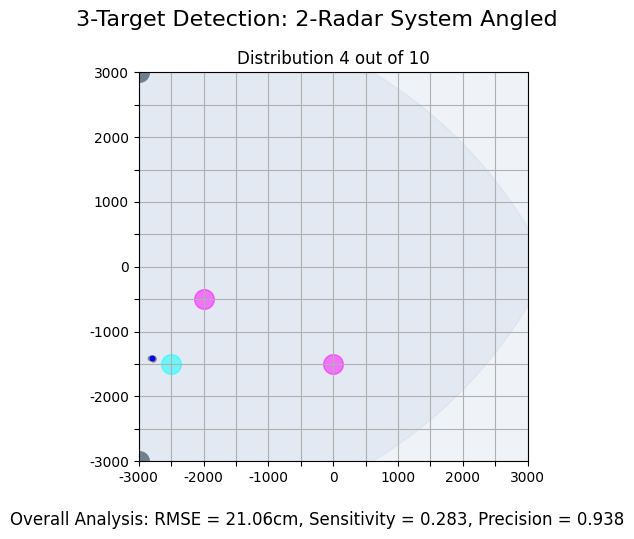 3-Target Detection: 2-Radar System Angled
Distribution 4 out of 10
3000
2000
1000
0
-1000
-2000
-3000
-3000 -2000 -1000 0 1000 2000 3000
Overall Analysis: RMSE = 21.06cm, Sensitivity = 0.283, Precision = 0.938